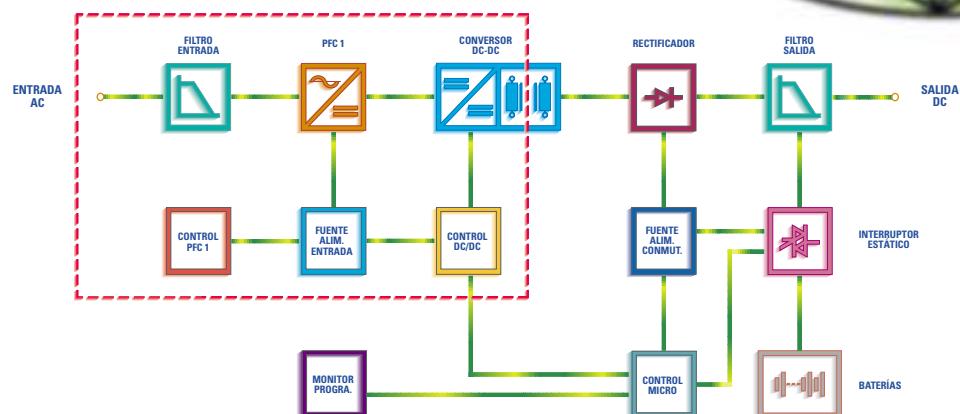 FILTRO
ENTRADA
PFC 1
CONVERSOR
DC-DC
RECTIFICADOR
FILTRO
SALIDA
ENTRADA
AC
SALIDA
DC
CONTROL
PFC 1
FUENTE
ALIM.
ENTRADA
CONTROL
DC/DC
FUENTE
ALIM.
CONMUT.
INTERRUPTOR
ESTÁTICO
MONITOR
PROGRA.
CONTROL
MICRO
BATERÍAS